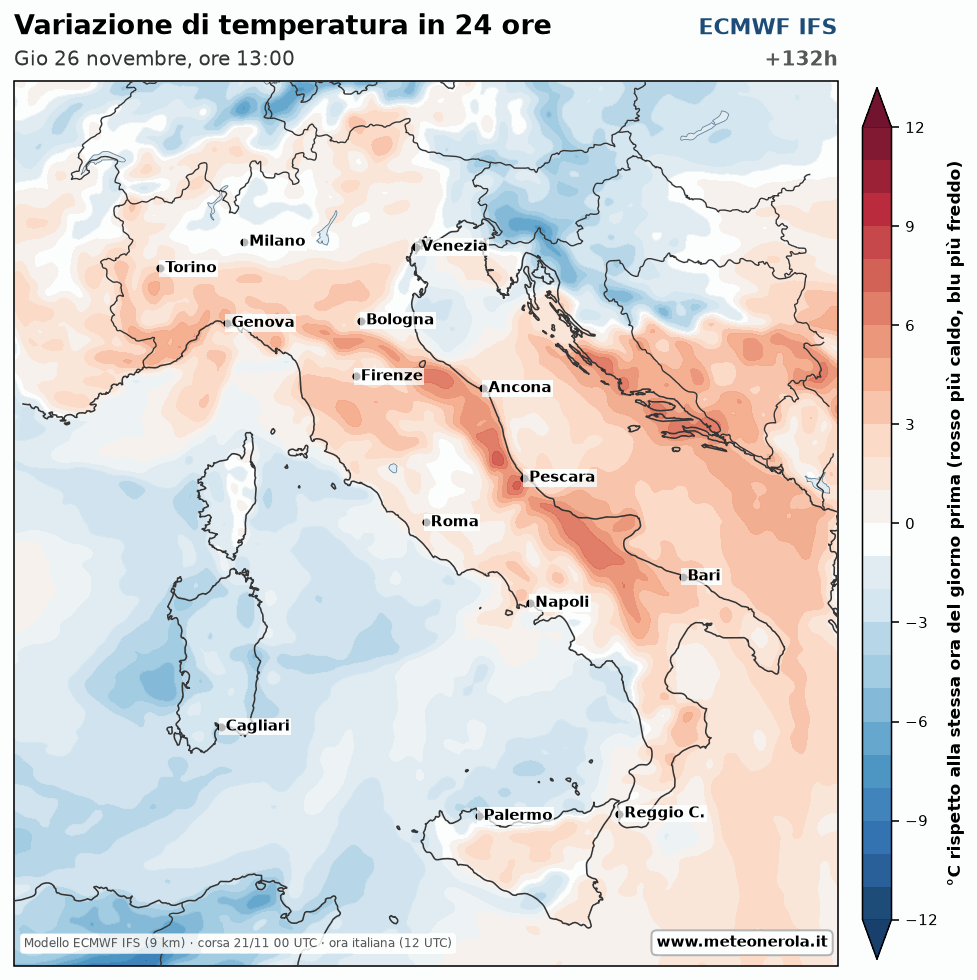 Variazione di temperatura in 24 ore
ECMWF IFS
Gio 26 novembre, ore 13:00
+132h
Milano
Venezia
Torino
Genova
Bologna
Firenze
Ancona
Pescara
Roma
Bari
Napoli
Cagliari
Palermo
Reggio C.
12
9
6
3
0
−3
−6
−9
−12
°C rispetto alla stessa ora del giorno prima (rosso più caldo, blu più freddo)
Modello ECMWF IFS (9 km) · corsa 21/11 00 UTC · ora italiana (12 UTC)
www.meteonerola.it